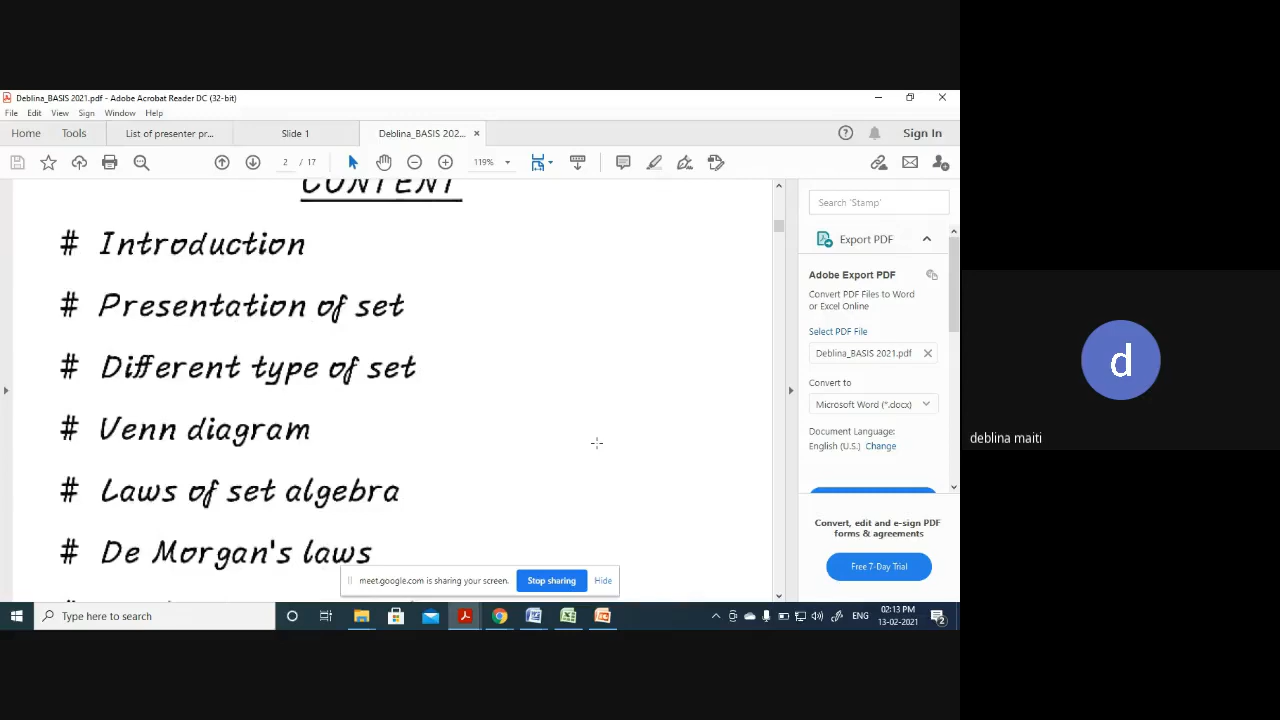 Deblina_BASIS 2021.pdf - Adobe Acrobat Reader DC (32-bit)
File Edit View Sign Window Help
Home Tools List of presenter pr... Slide 1 Deblina_BASIS 202... × ? Sign In
2 / 17 119%
CONTENT
# Introduction
# Presentation of set
# Different type of set
# Venn diagram
# Laws of set algebra
# De Morgan's laws
Search 'Stamp'
Export PDF
Adobe Export PDF
Convert PDF Files to Word
or Excel Online
Select PDF File
Deblina_BASIS 2021.pdf
Convert to
Microsoft Word (*.docx)
Document Language:
English (U.S.) Change
Convert, edit and e-sign PDF
forms & agreements
Free 7-Day Trial
meet.google.com is sharing your screen. Stop sharing Hide
Type here to search
ENG
02:13 PM
13-02-2021
2
d
deblina maiti